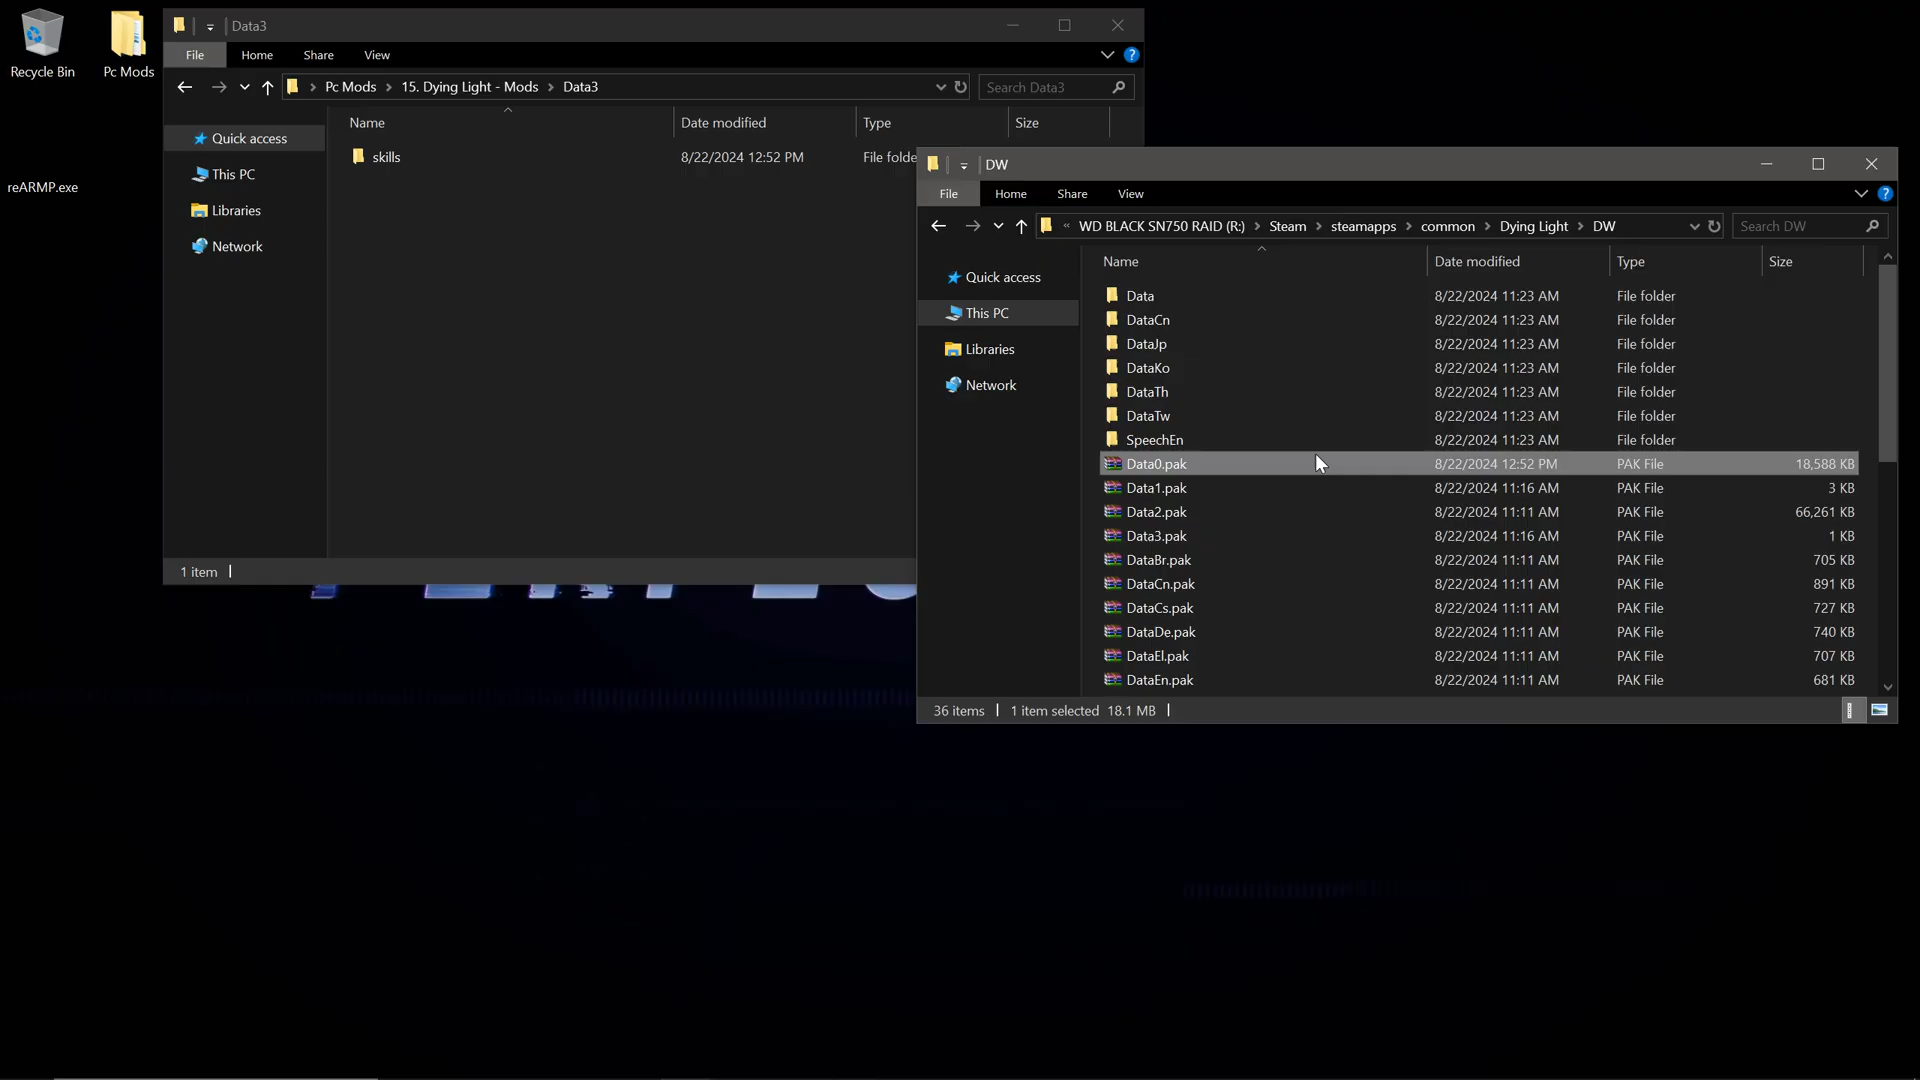 Recycle Bin
Pc Mods
reARMP.exe
Data3
File Home Share View
Pc Mods 15. Dying Light - Mods Data3
Search Data3
Name Date modified Type Size
Quick access
This PC
Libraries
Network
skills 8/22/2024 12:52 PM File folde
1 item
DW
File Home Share View
« WD BLACK SN750 RAID (R:) Steam steamapps common Dying Light DW
Search DW
Name Date modified Type Size
Quick access
This PC
Libraries
Network
Data 8/22/2024 11:23 AM File folder
DataCn 8/22/2024 11:23 AM File folder
DataJp 8/22/2024 11:23 AM File folder
DataKo 8/22/2024 11:23 AM File folder
DataTh 8/22/2024 11:23 AM File folder
DataTw 8/22/2024 11:23 AM File folder
SpeechEn 8/22/2024 11:23 AM File folder
Data0.pak 8/22/2024 12:52 PM PAK File 18,588 KB
Data1.pak 8/22/2024 11:16 AM PAK File 3 KB
Data2.pak 8/22/2024 11:11 AM PAK File 66,261 KB
Data3.pak 8/22/2024 11:16 AM PAK File 1 KB
DataBr.pak 8/22/2024 11:11 AM PAK File 705 KB
DataCn.pak 8/22/2024 11:11 AM PAK File 891 KB
DataCs.pak 8/22/2024 11:11 AM PAK File 727 KB
DataDe.pak 8/22/2024 11:11 AM PAK File 740 KB
DataEl.pak 8/22/2024 11:11 AM PAK File 707 KB
DataEn.pak 8/22/2024 11:11 AM PAK File 681 KB
36 items 1 item selected 18.1 MB